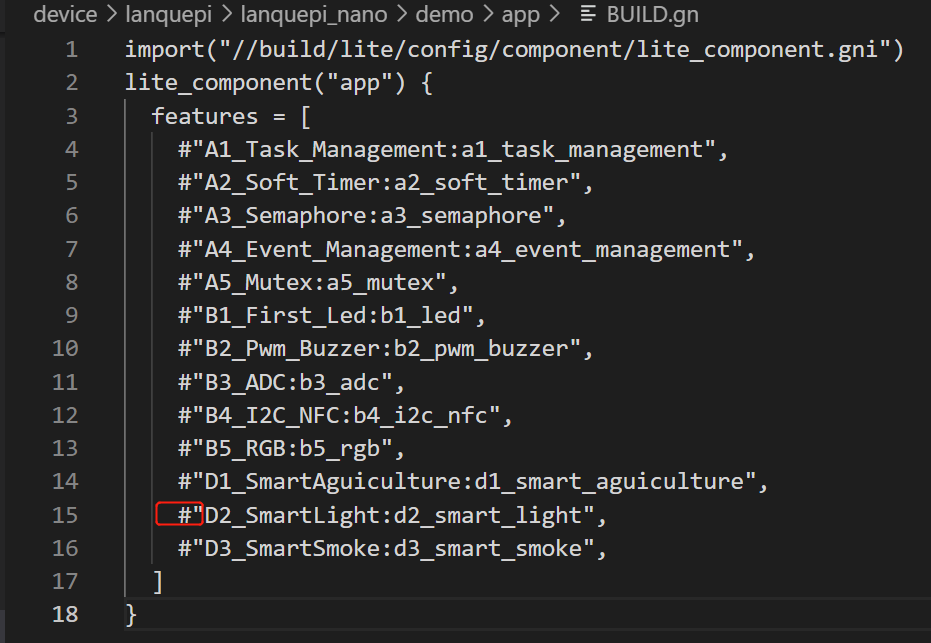 device > lanquepi > lanquepi_nano > demo > app > BUILD.gn
1 import("//build/lite/config/component/lite_component.gni")
2 lite_component("app") {
3 features = [
4 #"A1_Task_Management:a1_task_management",
5 #"A2_Soft_Timer:a2_soft_timer",
6 #"A3_Semaphore:a3_semaphore",
7 #"A4_Event_Management:a4_event_management",
8 #"A5_Mutex:a5_mutex",
9 #"B1_First_Led:b1_led",
10 #"B2_Pwm_Buzzer:b2_pwm_buzzer",
11 #"B3_ADC:b3_adc",
12 #"B4_I2C_NFC:b4_i2c_nfc",
13 #"B5_RGB:b5_rgb",
14 #"D1_SmartAguiculture:d1_smart_aguiculture",
15 #"D2_SmartLight:d2_smart_light",
16 #"D3_SmartSmoke:d3_smart_smoke",
17 ]
18 }